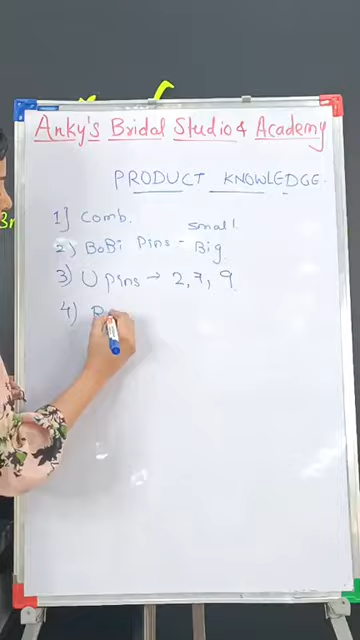 Anky's Bridal Studio & Academy
PRODUCT KNOWLEDGE.
1] Comb.
small
2) BoBi Pins - Big
3) U pins → 2, 7, 9
4)